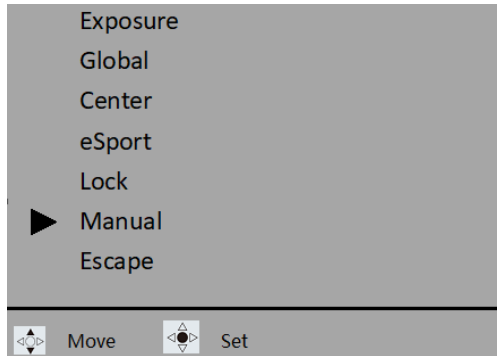 Exposure
Global
Center
eSport
Lock
Manual
Escape
Move Set